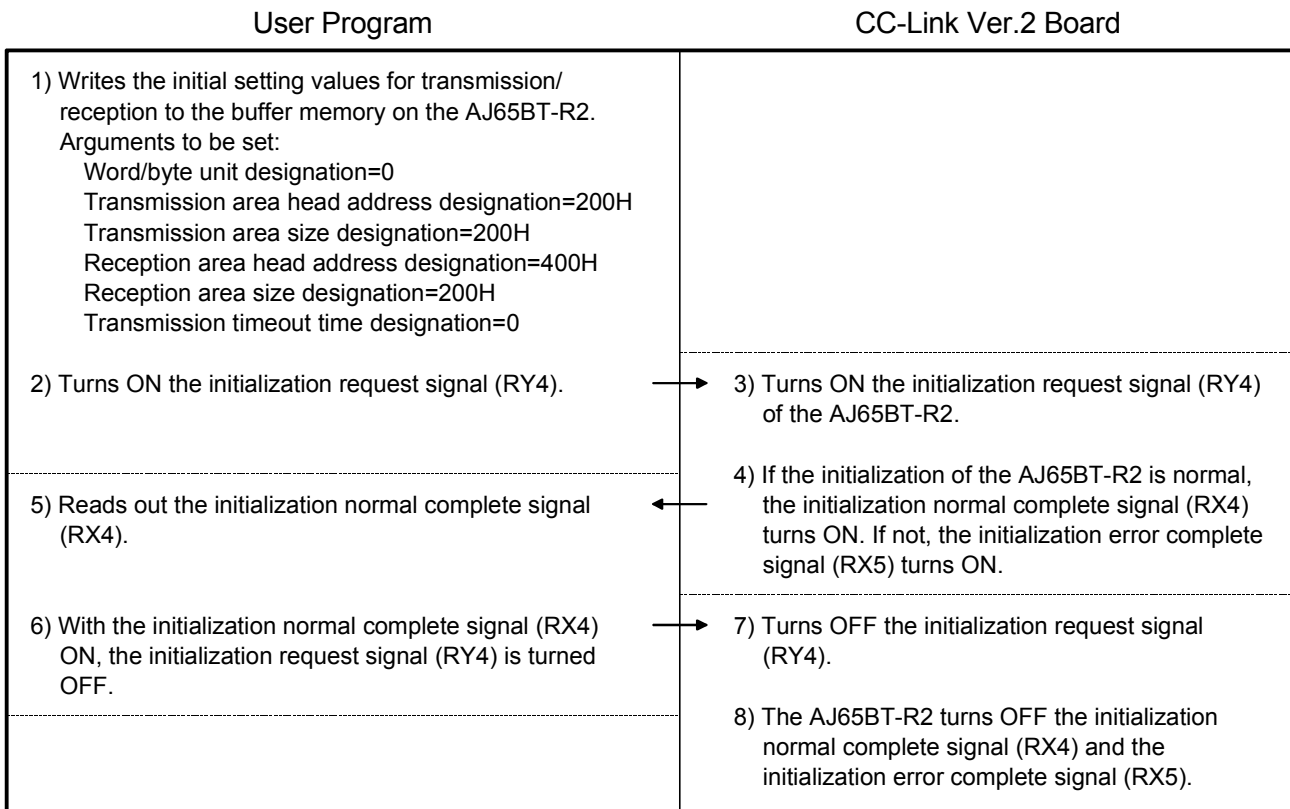 User Program
CC-Link Ver.2 Board
1) Writes the initial setting values for transmission/
reception to the buffer memory on the AJ65BT-R2.
Arguments to be set:
Word/byte unit designation=0
Transmission area head address designation=200H
Transmission area size designation=200H
Reception area head address designation=400H
Reception area size designation=200H
Transmission timeout time designation=0
2) Turns ON the initialization request signal (RY4).
3) Turns ON the initialization request signal (RY4)
of the AJ65BT-R2.
4) If the initialization of the AJ65BT-R2 is normal,
the initialization normal complete signal (RX4)
turns ON. If not, the initialization error complete
signal (RX5) turns ON.
5) Reads out the initialization normal complete signal
(RX4).
6) With the initialization normal complete signal (RX4)
ON, the initialization request signal (RY4) is turned
OFF.
7) Turns OFF the initialization request signal
(RY4).
8) The AJ65BT-R2 turns OFF the initialization
normal complete signal (RX4) and the
initialization error complete signal (RX5).